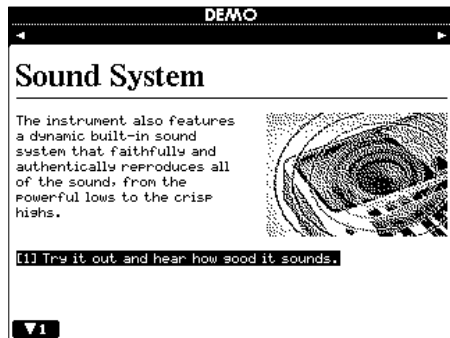 DEMO
Sound System
The instrument also features
a dynamic built-in sound
system that faithfully and
authentically reproduces all
of the sound, from the
powerful lows to the crisp
highs.
[1] Try it out and hear how good it sounds.
▼1